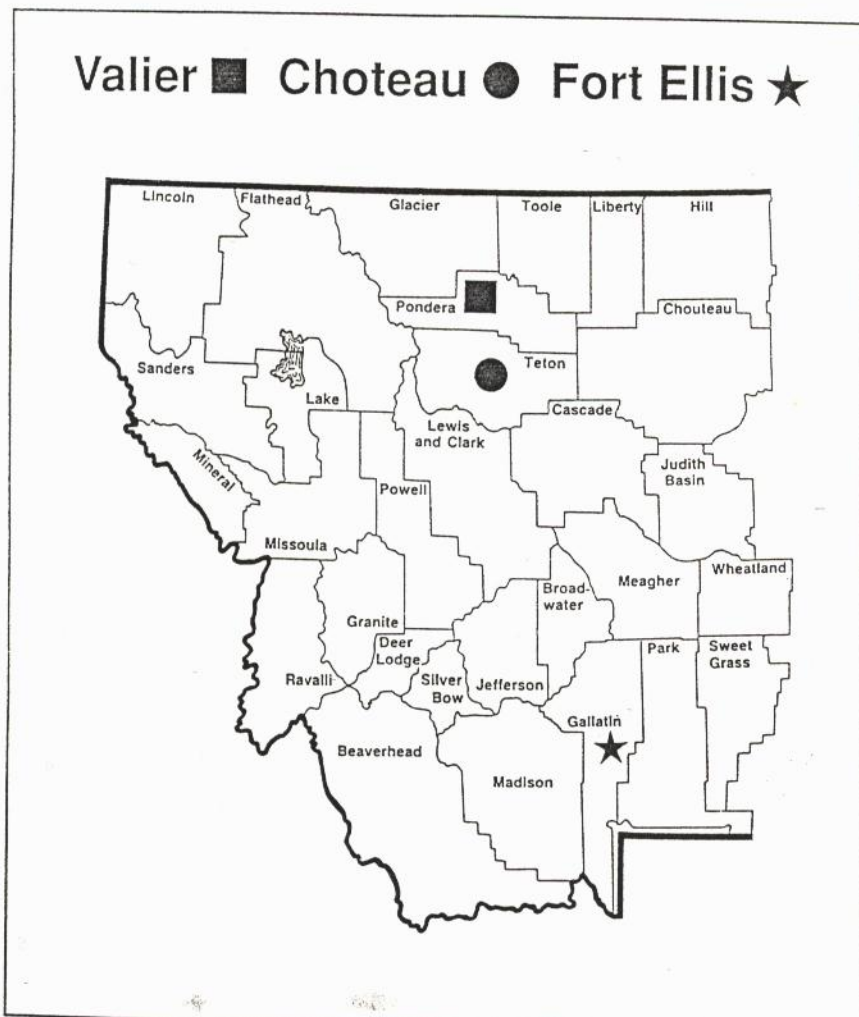 Valier Choteau Fort Ellis
Lincoln
Flathead
Glacier
Toole
Liberty
Hill
Pondera
Chouteau
Sanders
Teton
Lake
Cascade
Lewis
and Clark
Judith
Basin
Mineral
Powell
Missoula
Wheatland
Meagher
Broad-
water
Granite
Park
Sweet
Grass
Deer
Lodge
Ravalli
Silver
Bow
Jefferson
Gallatin
Beaverhead
Madison